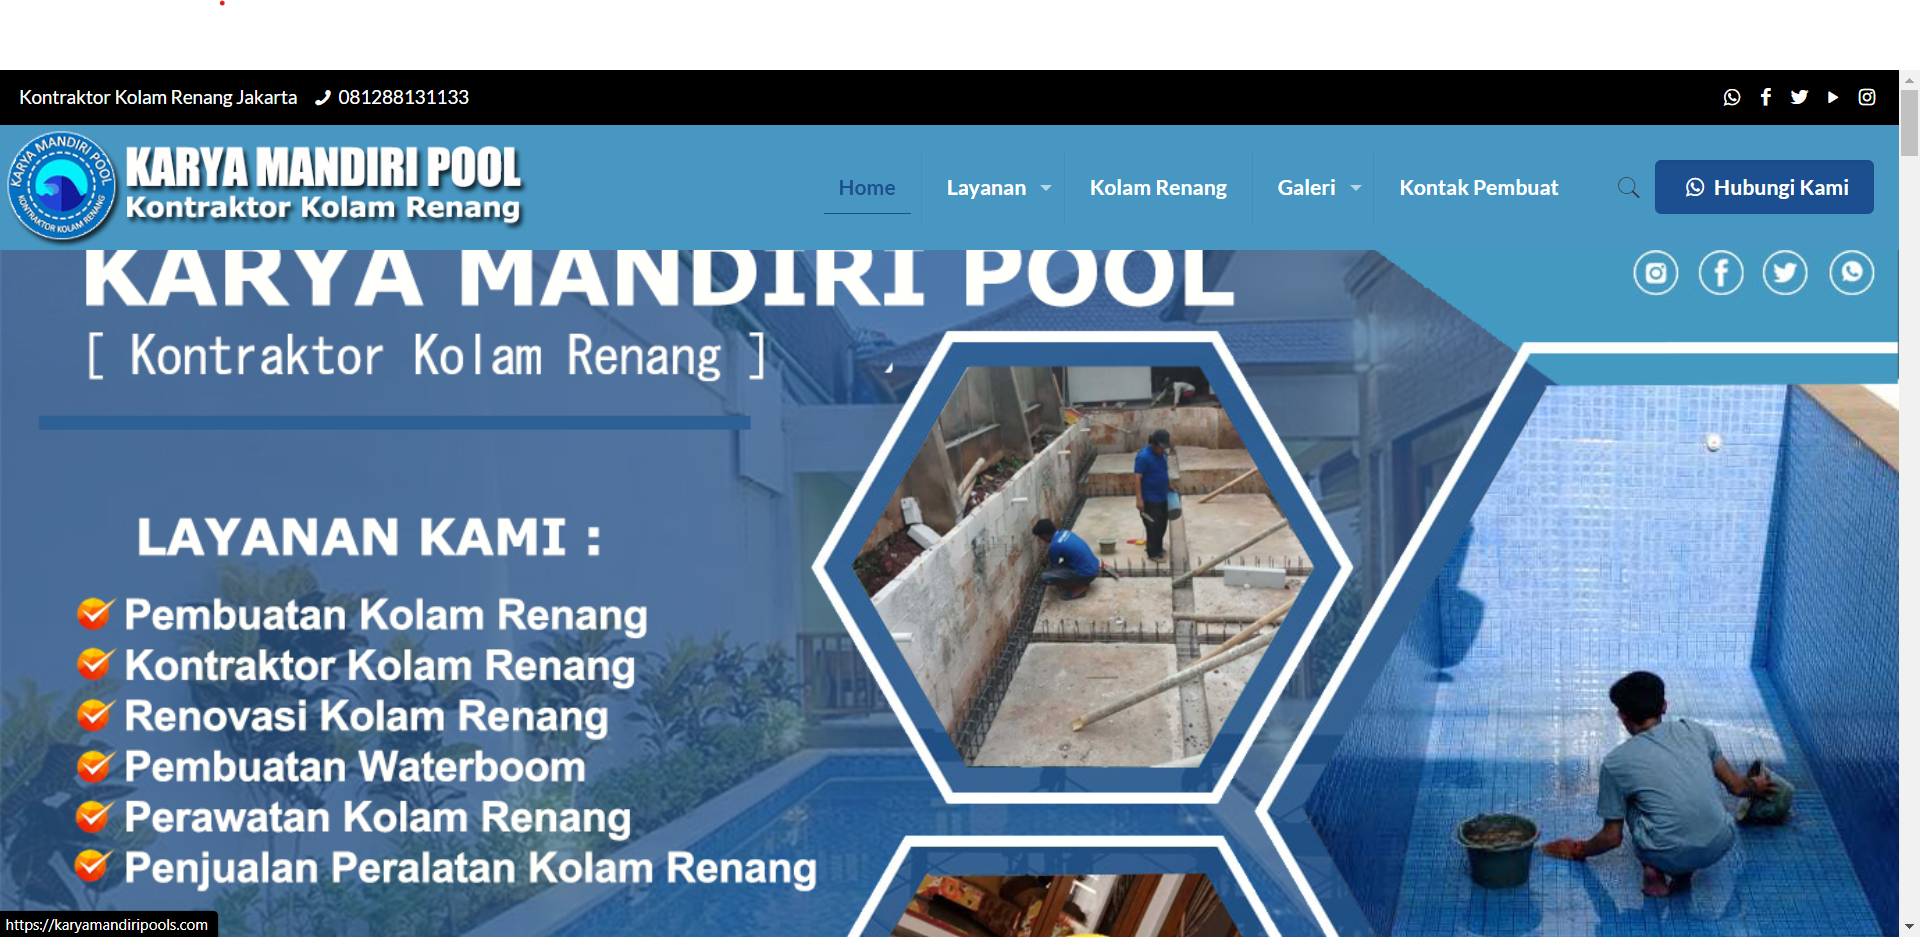 Kontraktor Kolam Renang Jakarta 081288131133
KARYA MANDIRI POOL
KONTRAKTOR KOLAM RENANG
KARYA MANDIRI POOL
Kontraktor Kolam Renang
Home Layanan Kolam Renang Galeri Kontak Pembuat Hubungi Kami
KARYA MANDIRI POOL
[ Kontraktor Kolam Renang ]
LAYANAN KAMI :
Pembuatan Kolam Renang
Kontraktor Kolam Renang
Renovasi Kolam Renang
Pembuatan Waterboom
Perawatan Kolam Renang
Penjualan Peralatan Kolam Renang
https://karyamandiripools.com